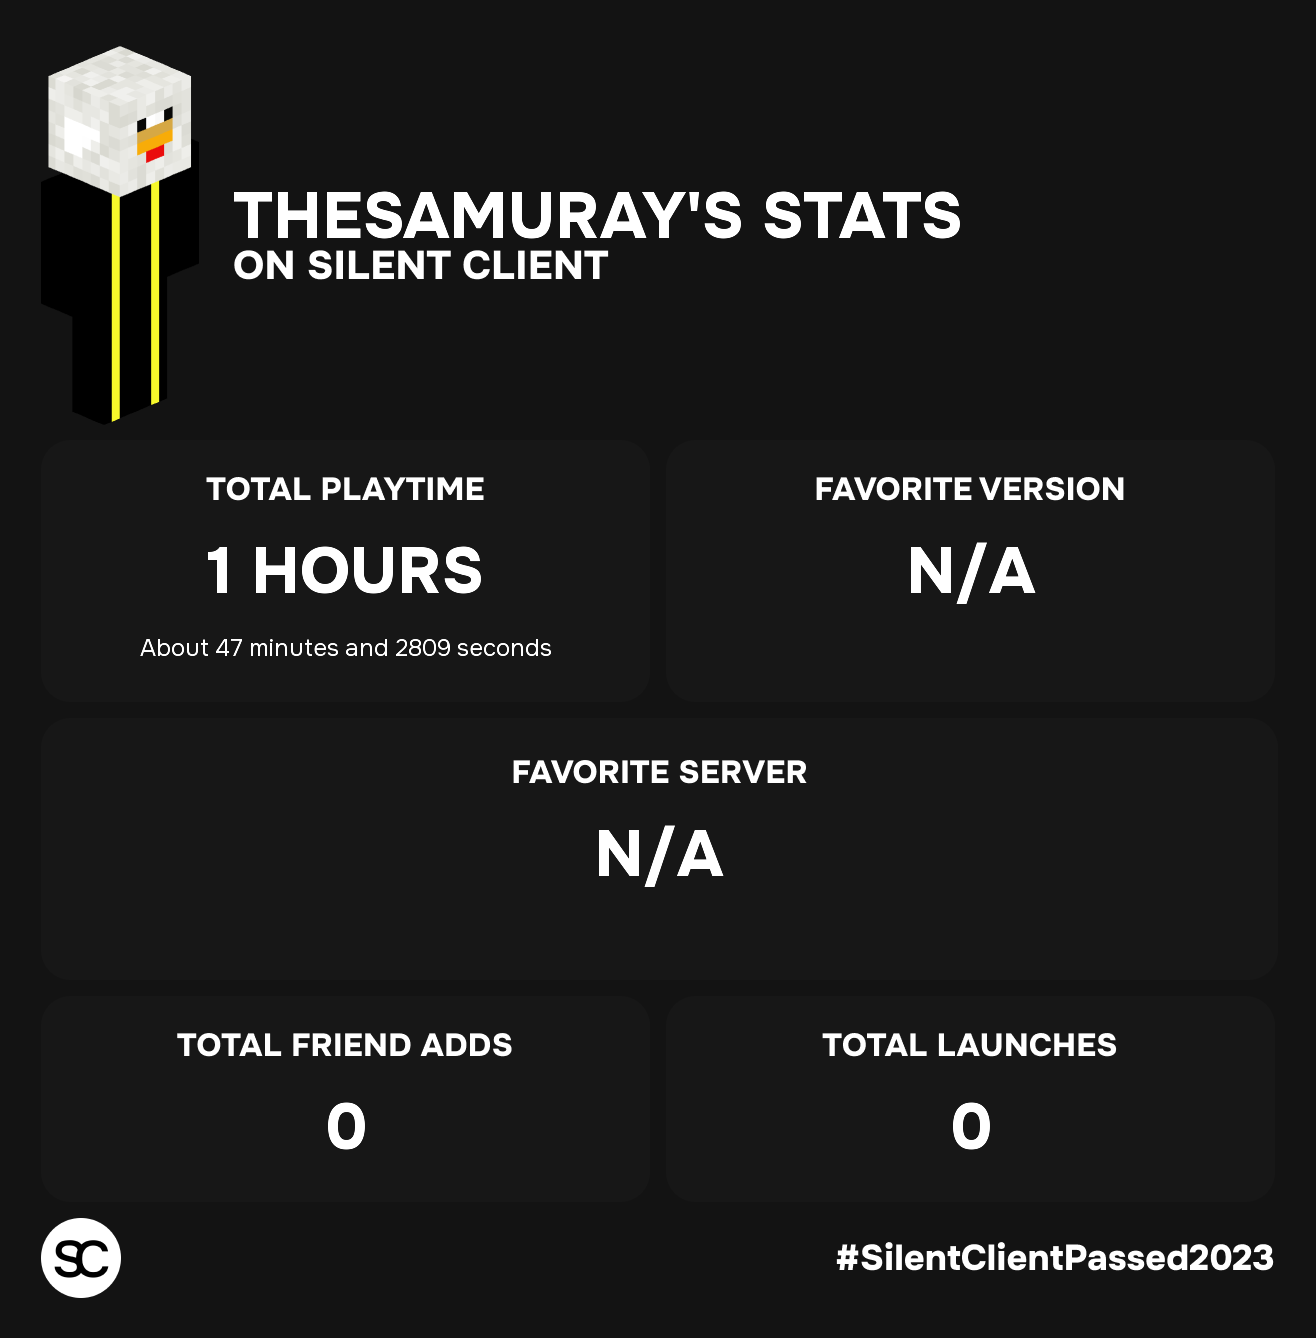 THESAMURAY'S STATS
ON SILENT CLIENT
TOTAL PLAYTIME
1 HOURS
About 47 minutes and 2809 seconds
FAVORITE VERSION
N/A
FAVORITE SERVER
N/A
TOTAL FRIEND ADDS
0
TOTAL LAUNCHES
0
SC
#SilentClientPassed2023